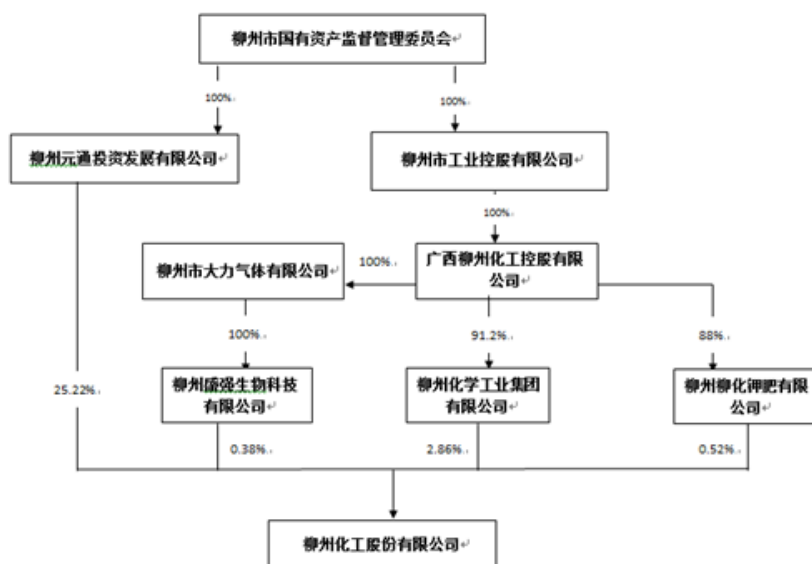 柳州市国有资产监督管理委员会
100%
100%
柳州元通投资发展有限公司
柳州市工业控股有限公司
100%
柳州市大力气体有限公司
100%
广西柳州化工控股有限
公司
100%
91.2%
88%
25.22%
柳州盛强生物科技
有限公司
柳州化学工业集团
有限公司
柳州柳化钾肥有限
公司
0.38%
2.86%
0.52%
柳州化工股份有限公司